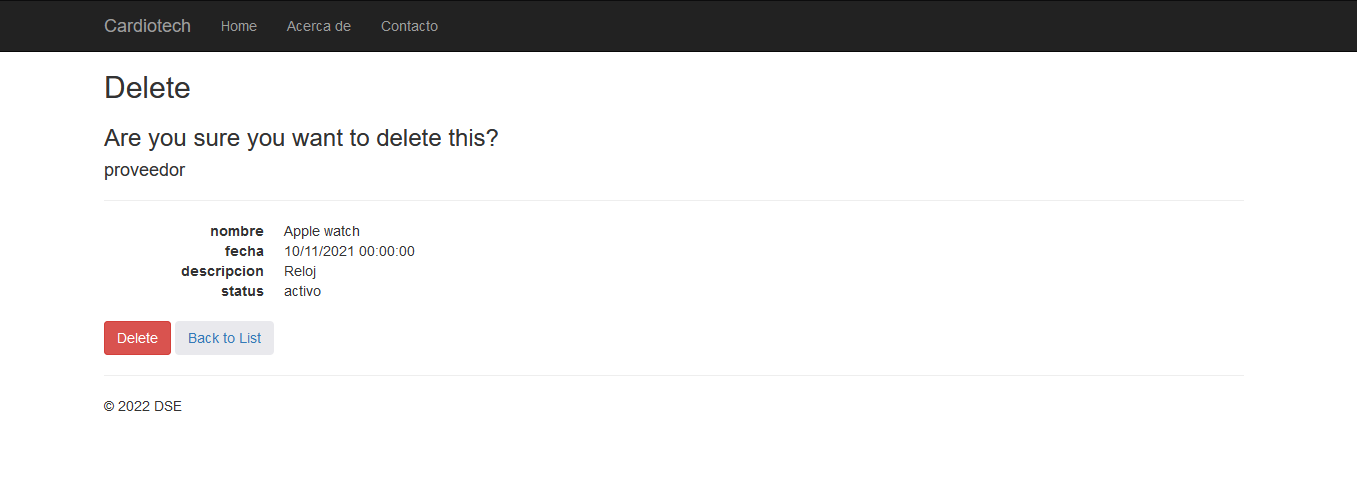 Cardiotech Home Acerca de Contacto
Delete
Are you sure you want to delete this?
proveedor
nombre Apple watch
fecha 10/11/2021 00:00:00
descripcion Reloj
status activo
Delete Back to List
© 2022 DSE